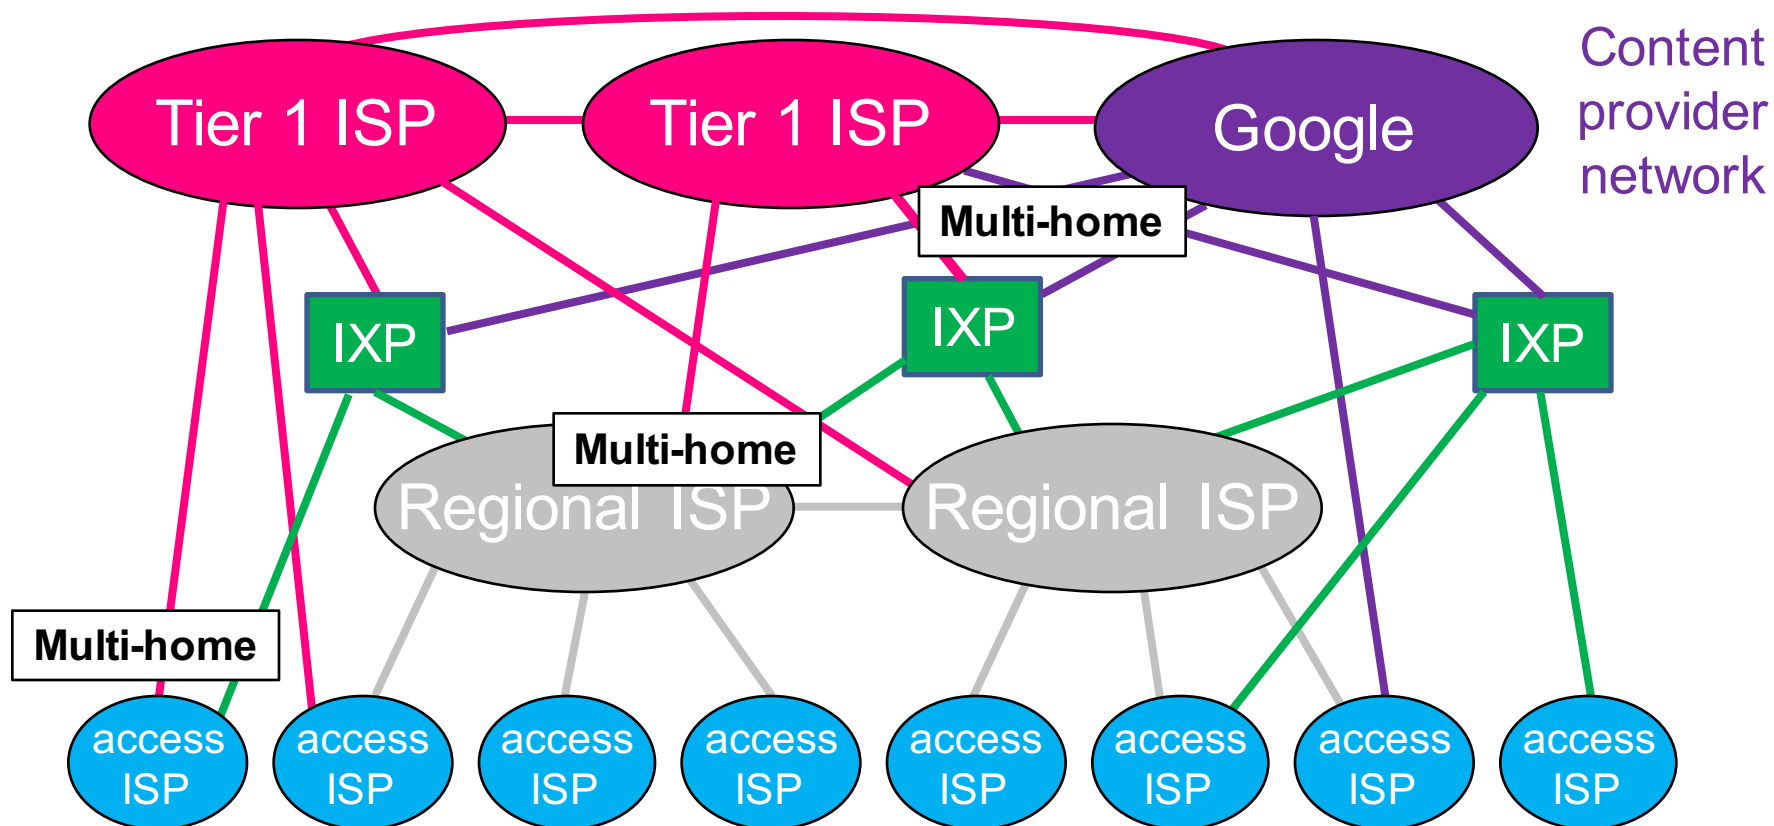 Content
provider
network
Tier 1 ISP
Tier 1 ISP
Google
Multi-home
IXP
IXP
IXP
Multi-home
Regional ISP
Regional ISP
Multi-home
access
ISP
access
ISP
access
ISP
access
ISP
access
ISP
access
ISP
access
ISP
access
ISP